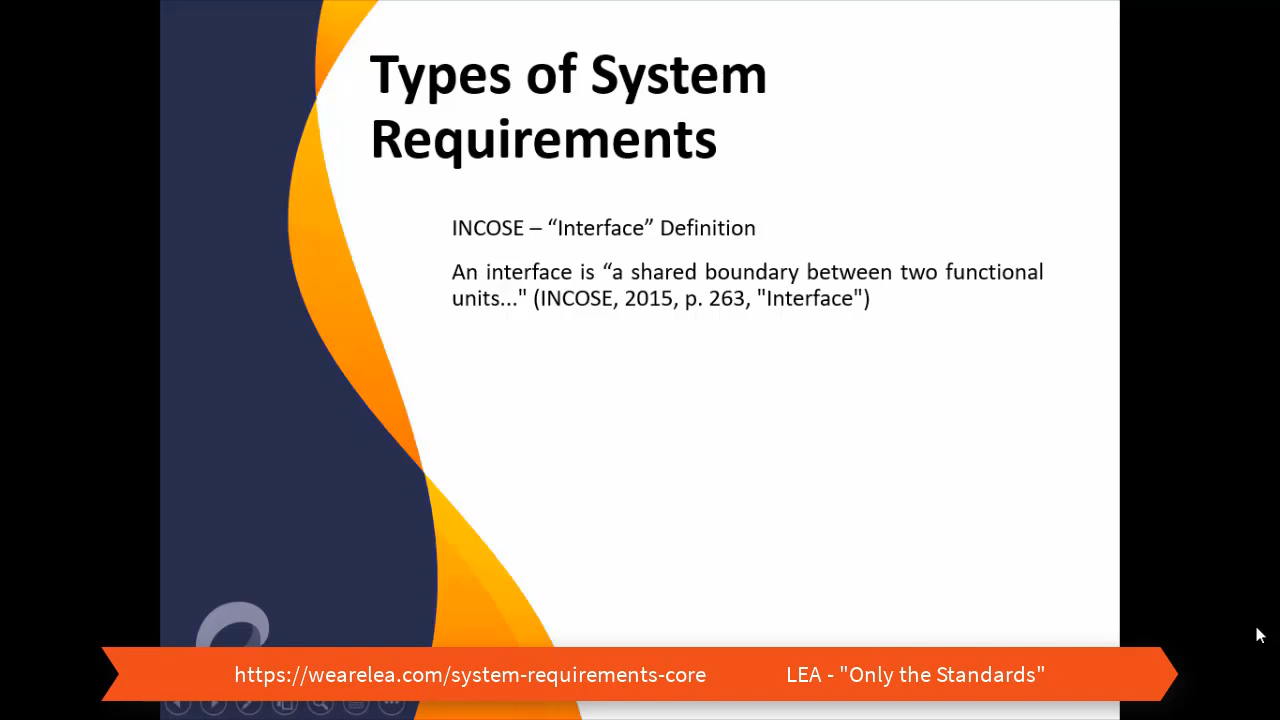 Types of System
Requirements
INCOSE – “Interface” Definition
An interface is “a shared boundary between two functional
units..." (INCOSE, 2015, p. 263, "Interface")
https://wearelea.com/system-requirements-core
LEA - "Only the Standards"